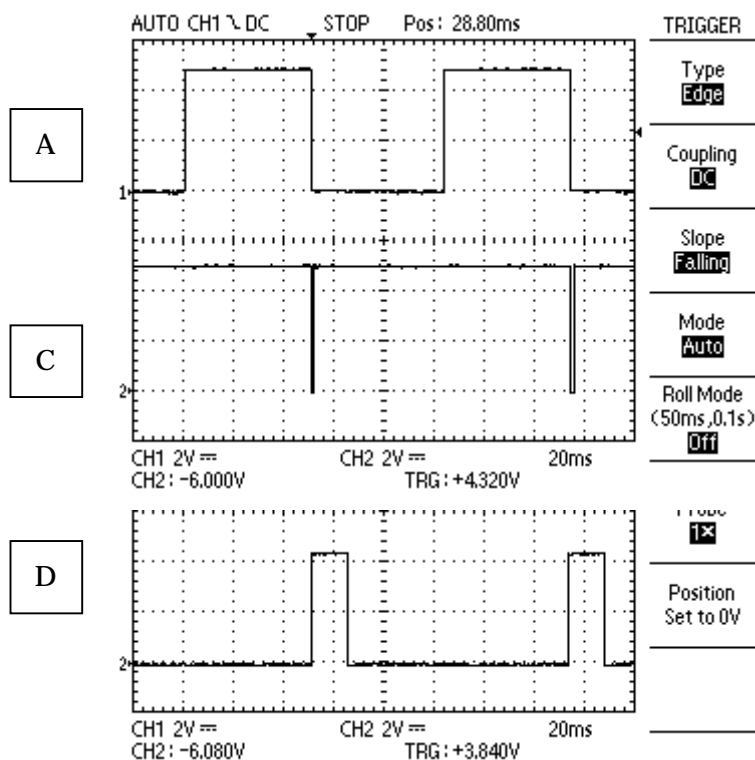 AUTO CH1 DC STOP Pos: 28.80ms TRIGGER
Type
Edge
A
Coupling
DC
1
Slope
Falling
Mode
Auto
C
2
Roll Mode
(50ms,0.1s)
Off
CH1 2V CH2 2V 20ms
CH2: -6.000V TRG: +4.320V
1×
D
Position
Set to 0V
2
CH1 2V CH2 2V 20ms
CH2: -6.080V TRG: +3.840V